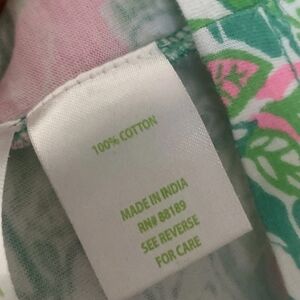 100% COTTON
MADE IN INDIA
RN# 88189
SEE REVERSE
FOR CARE